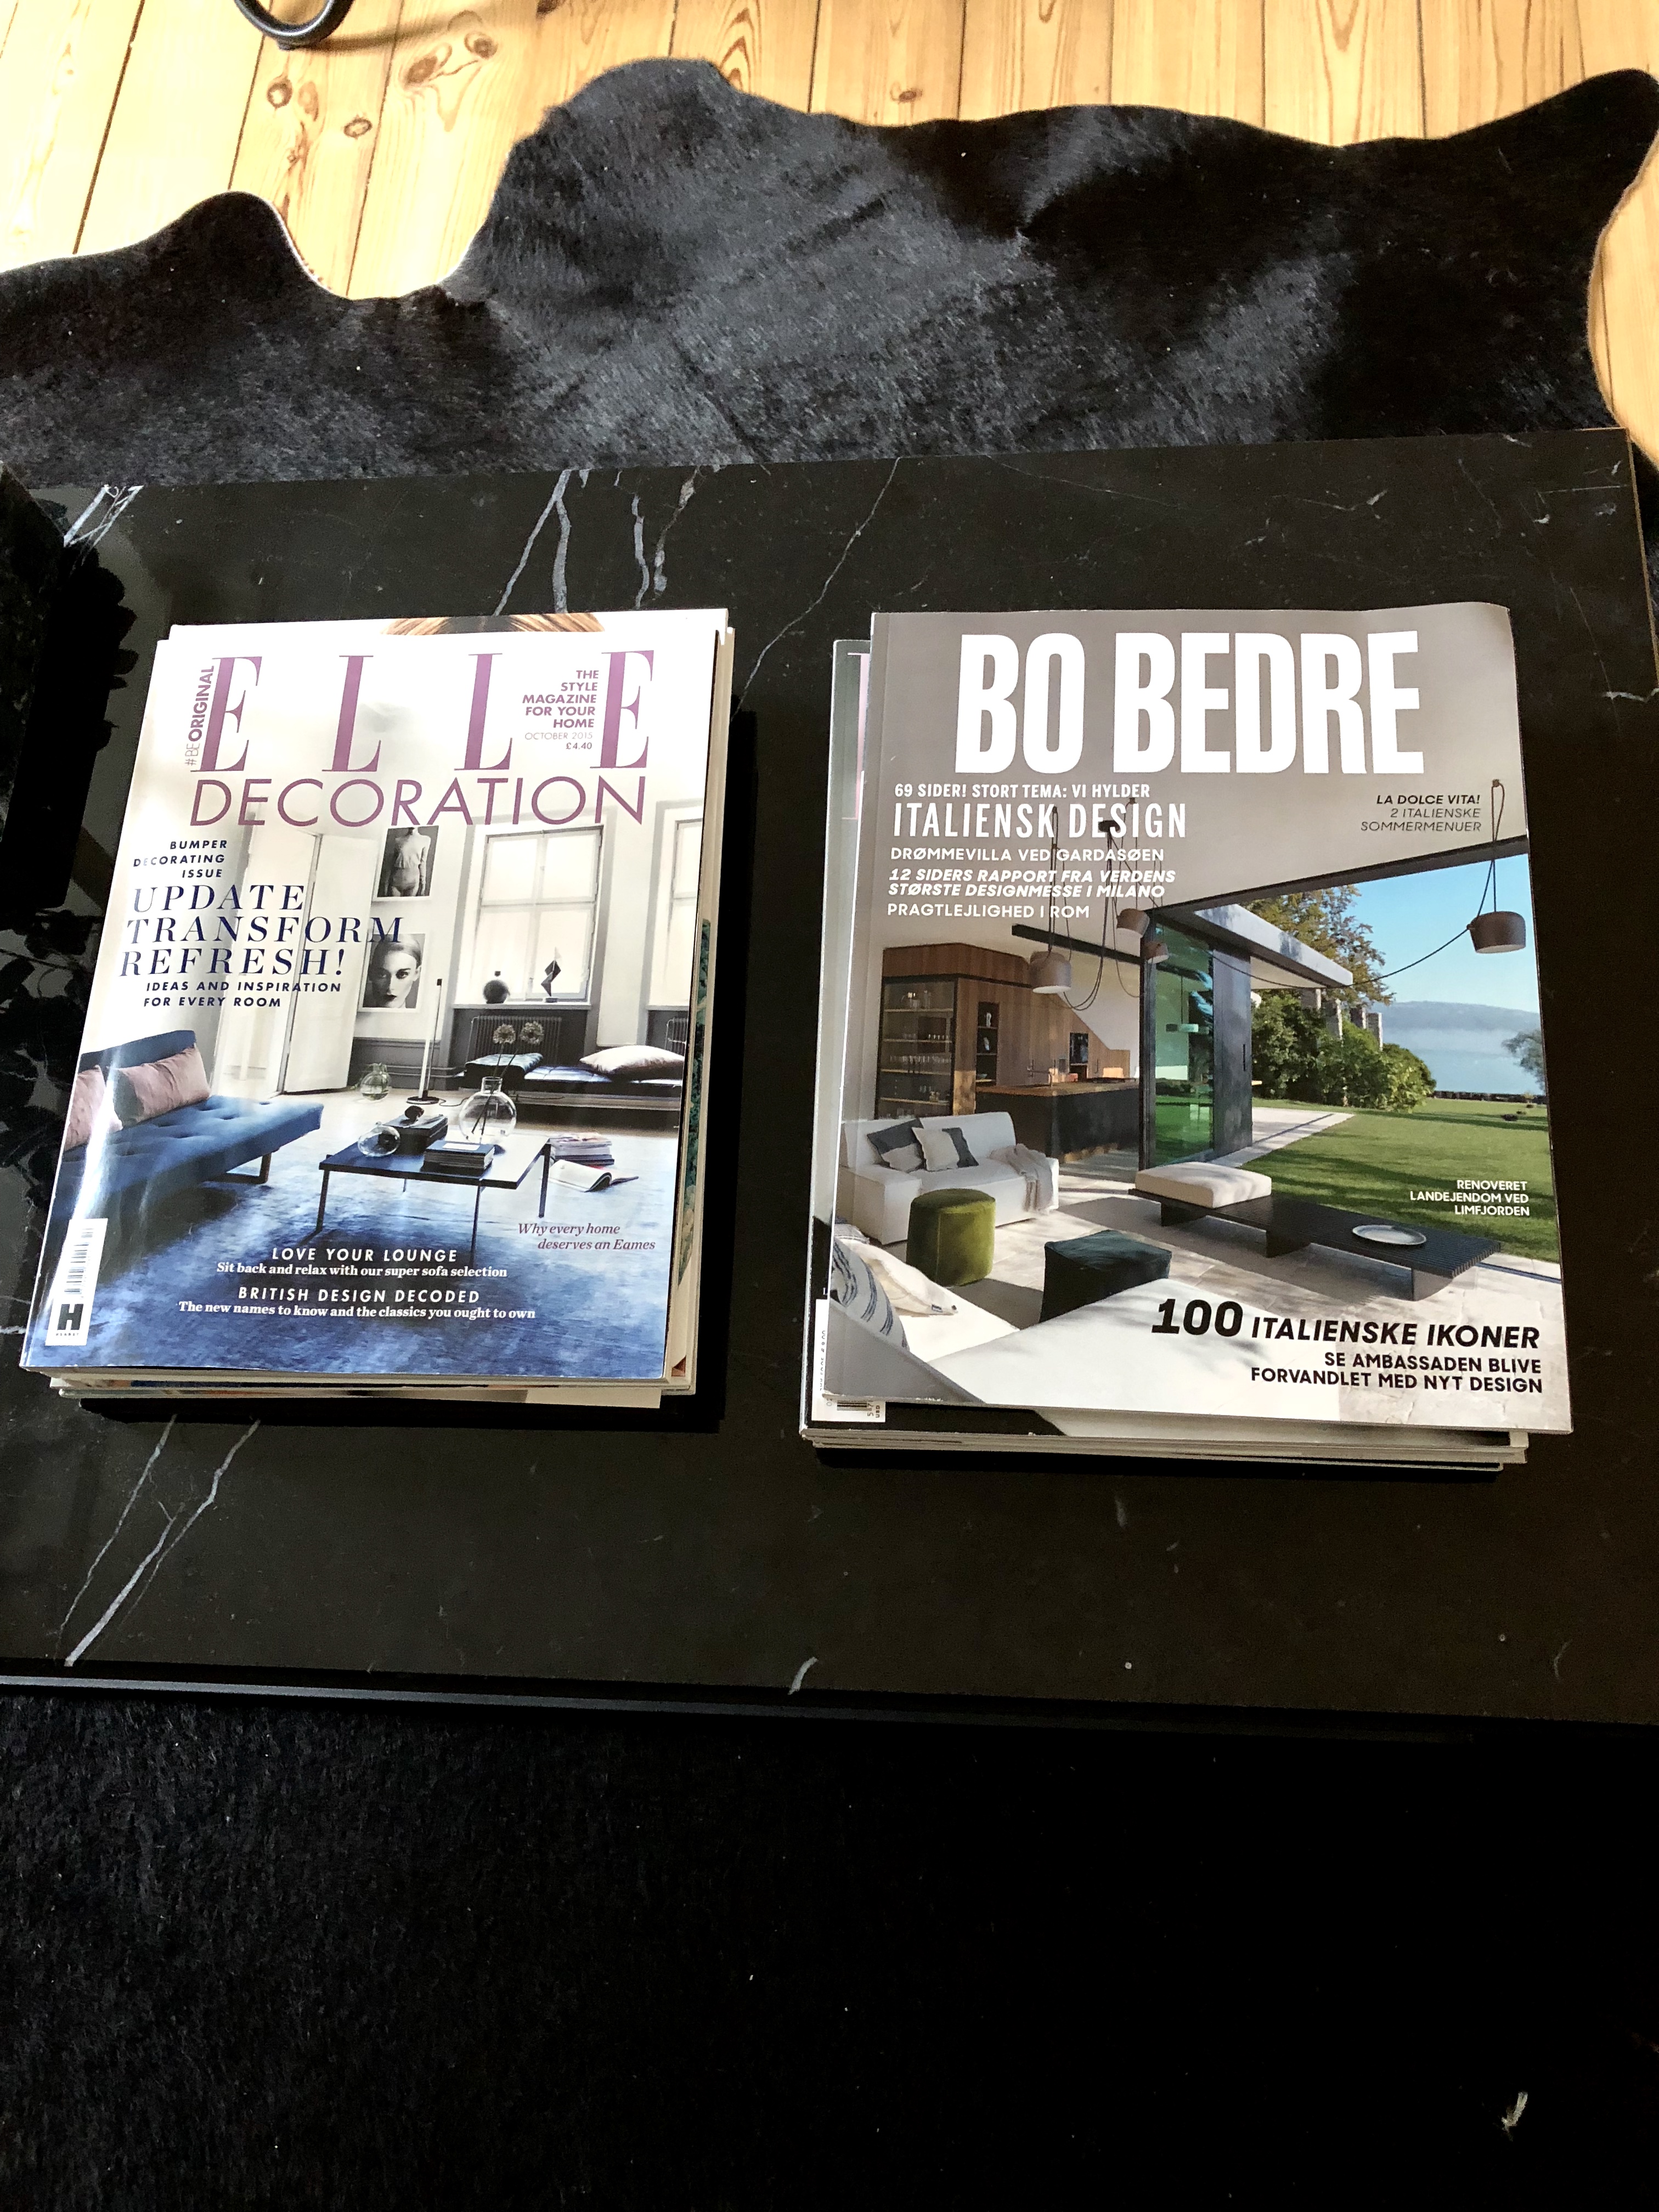 #BEORIGINAL
ELLE
DECORATION
THE
STYLE
MAGAZINE
FOR YOUR
HOME
OCTOBER 2015
£4.40
BUMPER
DECORATING
ISSUE
UPDATE
TRANSFORM
REFRESH!
IDEAS AND INSPIRATION
FOR EVERY ROOM
Why every home
deserves an Eames
LOVE YOUR LOUNGE
Sit back and relax with our super sofa selection
BRITISH DESIGN DECODED
The new names to know and the classics you ought to own
H
HEARST
BO BEDRE
69 SIDER! STORT TEMA: VI HYLDER
ITALIENSK DESIGN
DRØMMEVILLA VED GARDASØEN
12 SIDERS RAPPORT FRA VERDENS
STØRSTE DESIGNMESSE I MILANO
PRAGTLEJLIGHED I ROM
LA DOLCE VITA!
2 ITALIENSKE
SOMMERMENUER
RENOVERET
LANDEJENDOM VED
LIMFJORDEN
100 ITALIENSKE IKONER
SE AMBASSADEN BLIVE
FORVANDLET MED NYT DESIGN